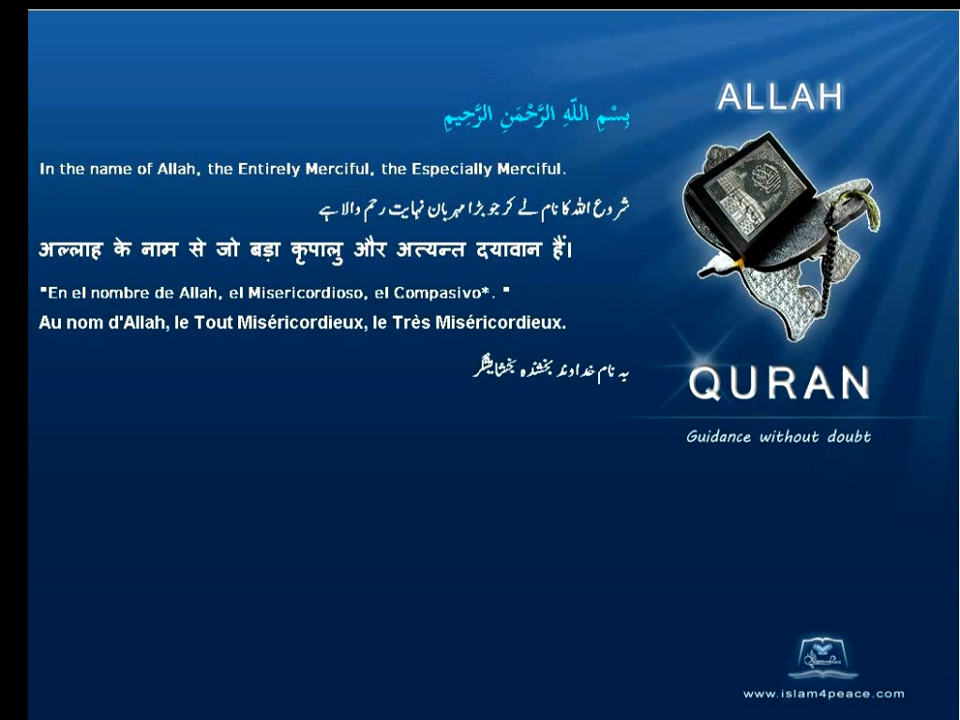 بِسْمِ اللّهِ الرَّحْمَنِ الرَّحِيمِ
In the name of Allah, the Entirely Merciful, the Especially Merciful.
شروع الله کا نام لے کر جو بڑا مہربان نہایت رحم والا ہے
अल्लाह के नाम से जो बड़ा कृपालु और अत्यन्त दयावान हैं।
"En el nombre de Allah, el Misericordioso, el Compasivo*. "
Au nom d'Allah, le Tout Miséricordieux, le Très Miséricordieux.
به نام خداوند بخشنده بخشایشگر
ALLAH
QURAN
Guidance without doubt
www.islam4peace.com